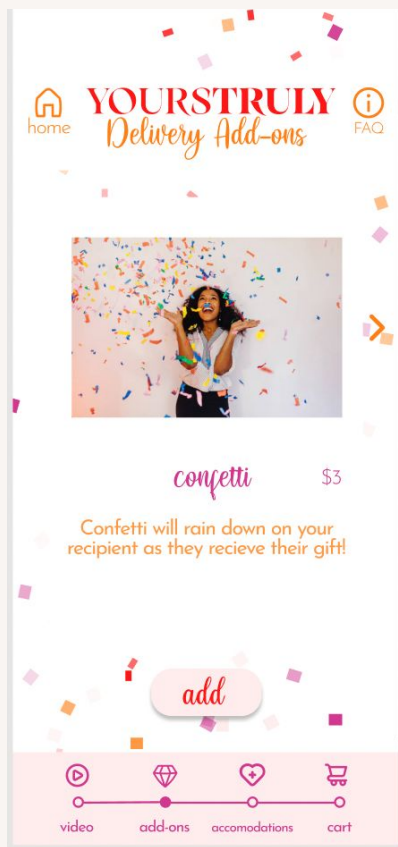 YOURSTRULY
home
FAQ
Delivery Add-ons
confetti
$3
Confetti will rain down on your
recipient as they recieve their gift!
add
video
add-ons
accomodations
cart